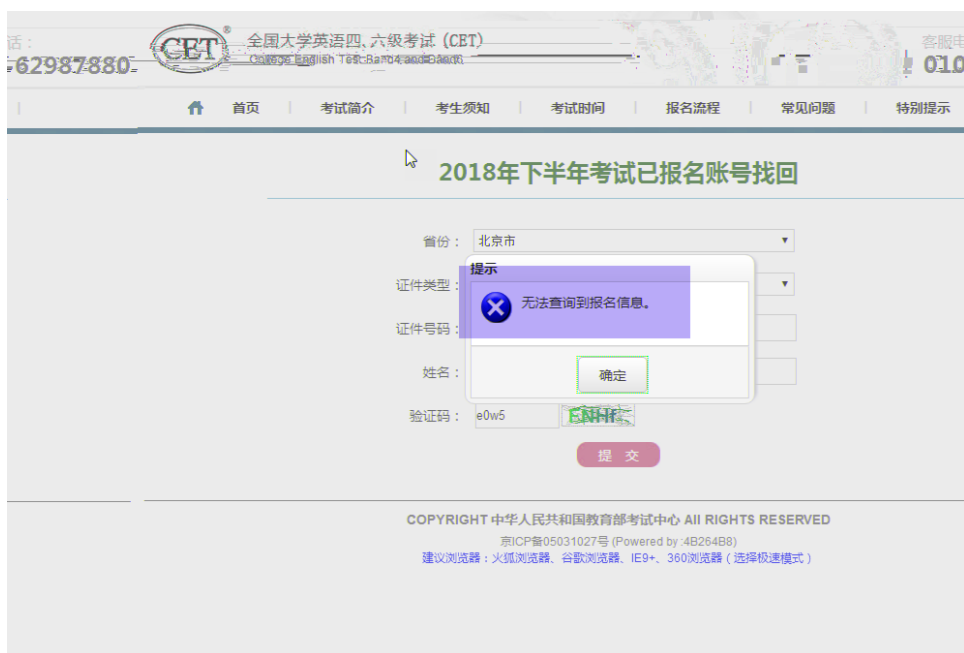 话：
-62987880
CET
®
全国大学英语四、六级考试 (CET)
客服电
010
首页
考试简介
考生须知
考试时间
报名流程
常见问题
特别提示
2018年下半年考试已报名账号找回
省份：
北京市
证件类型：
提示
无法查询到报名信息。
证件号码：
姓名：
确定
验证码：
e0w5
提 交
COPYRIGHT 中华人民共和国教育部考试中心 All RIGHTS RESERVED
京ICP备05031027号 (Powered by :4B264B8)
建议浏览器：火狐浏览器、谷歌浏览器、IE9+、360浏览器 ( 选择极速模式 )